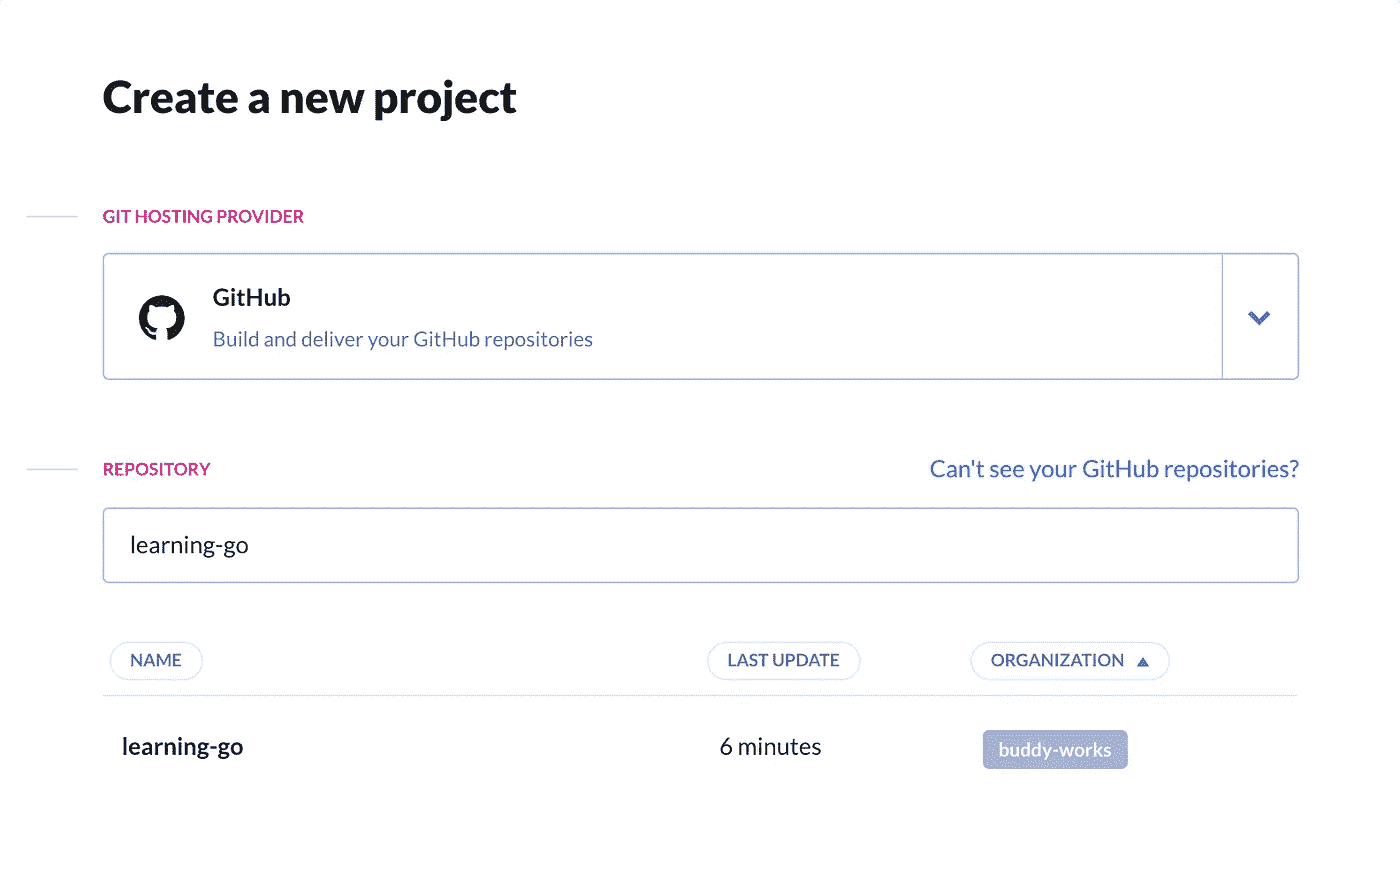 Create a new project
GIT HOSTING PROVIDER
GitHub
Build and deliver your GitHub repositories
REPOSITORY
Can't see your GitHub repositories?
learning-go
NAME
LAST UPDATE
ORGANIZATION ▲
learning-go
6 minutes
buddy-works